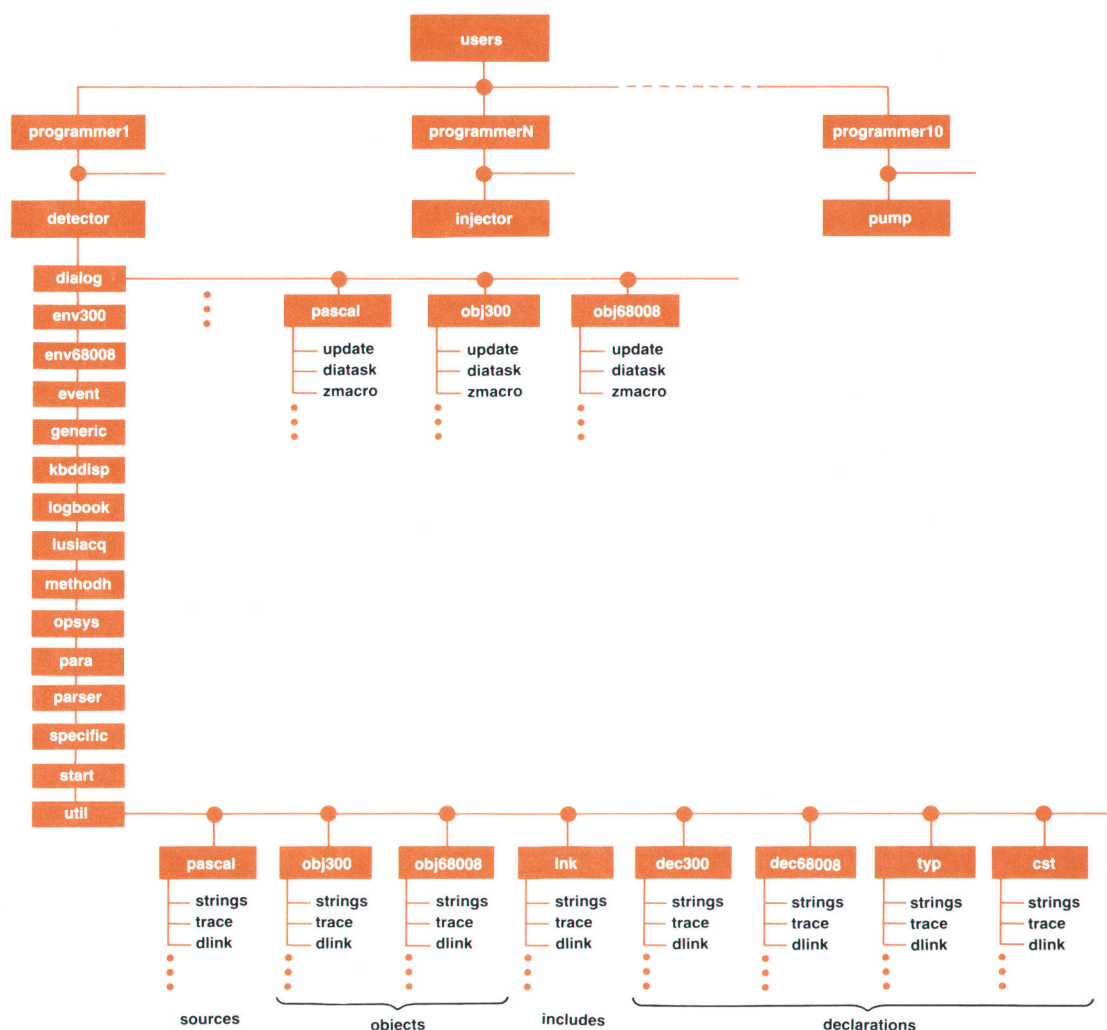 users
programmer1 programmerN programmer10
detector injector pump
dialog
env300 pascal obj300 obj68008
env68008 update update update
diatask diatask diatask
event zmacro zmacro zmacro
generic
kbddisp
logbook
lusiacq
methodh
opsys
para
parser
specific
start
util
pascal obj300 obj68008 lnk dec300 dec68008 typ cst
strings strings strings strings strings strings strings strings
trace trace trace trace trace trace trace trace
dlink dlink dlink dlink dlink dlink dlink dlink
sources objects includes declarations